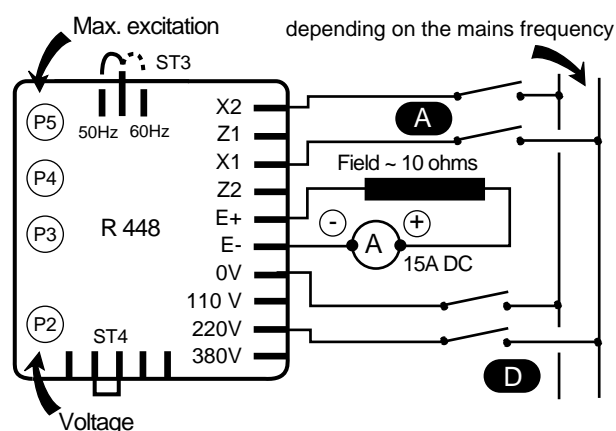 Max. excitation
depending on the mains frequency
ST3
P5
50Hz
60Hz
X2
A
Z1
X1
Field ~ 10 ohms
P4
Z2
P3
R 448
E+
- +
E-
A
15A DC
0V
110 V
P2
ST4
220V
380V
D
Voltage